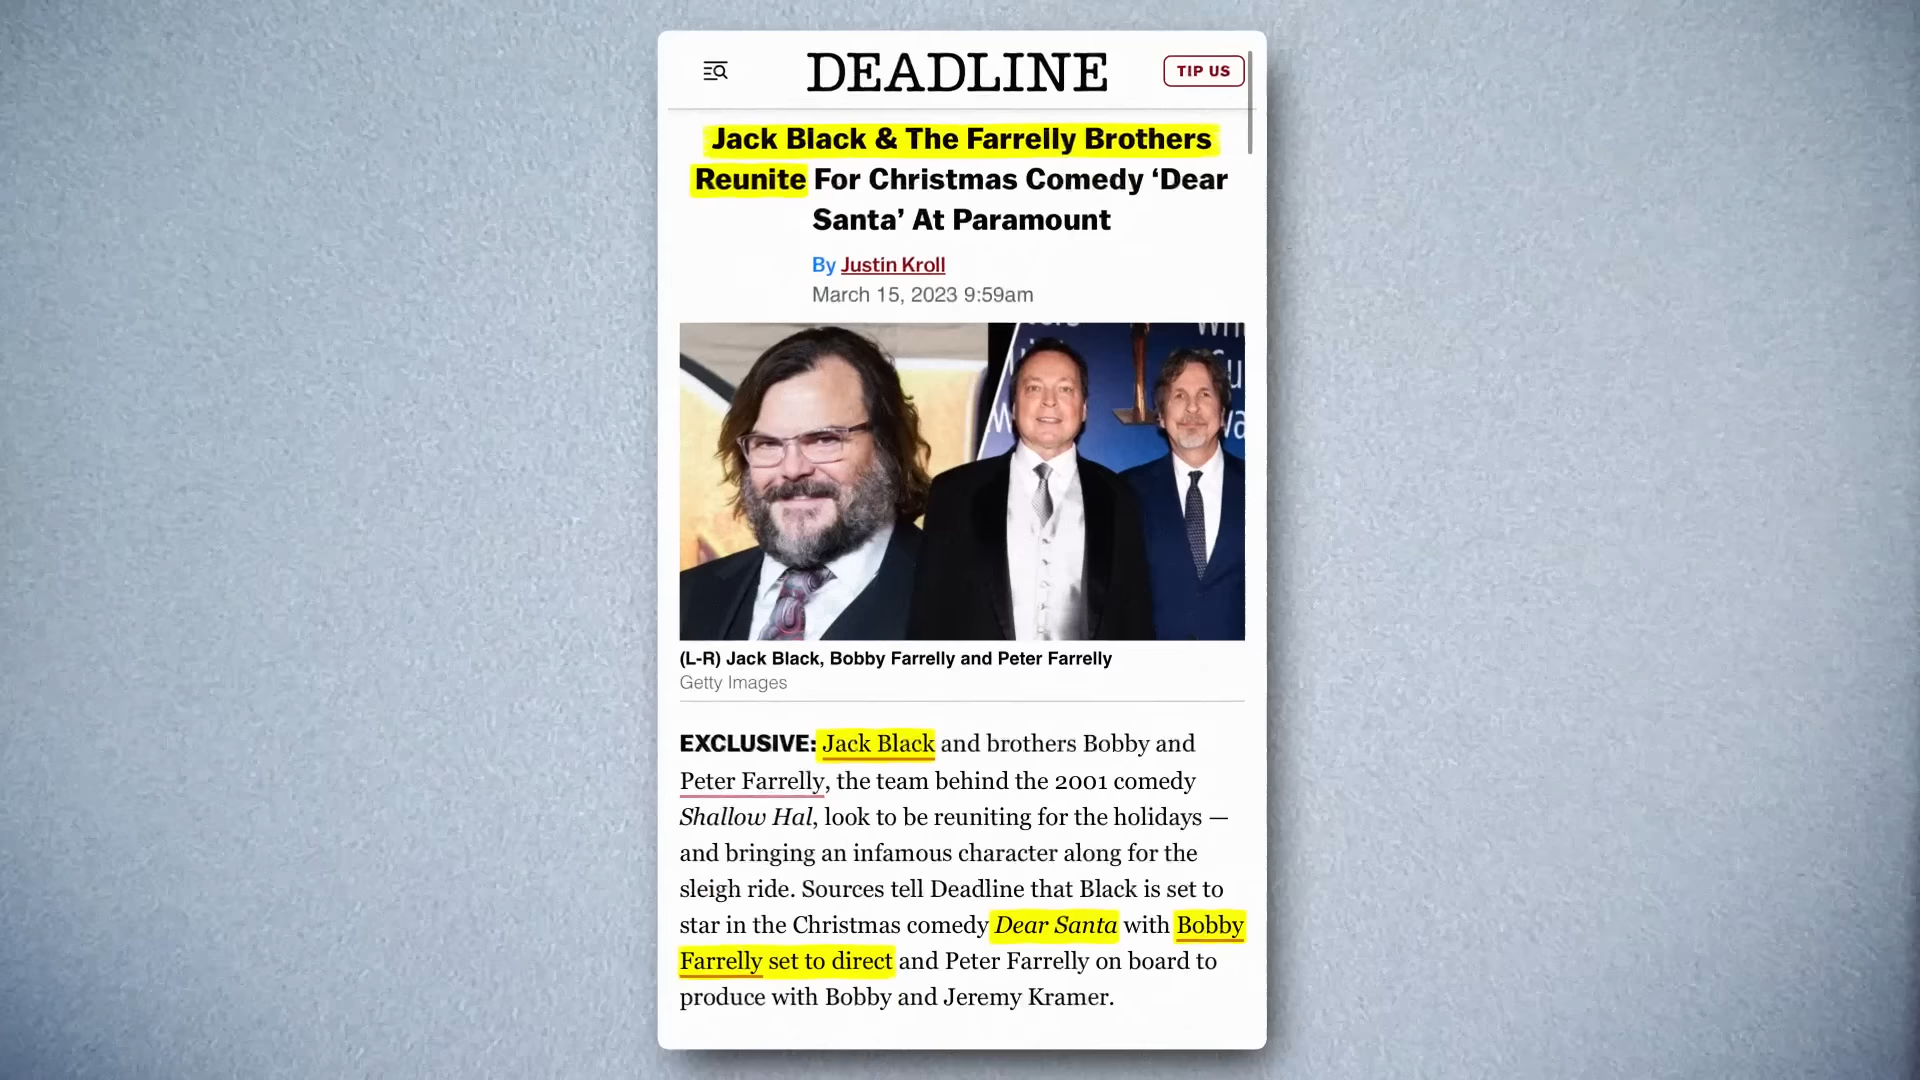 DEADLINE
TIP US
Jack Black & The Farrelly Brothers
Reunite For Christmas Comedy ‘Dear
Santa’ At Paramount
By Justin Kroll
March 15, 2023 9:59am
(L-R) Jack Black, Bobby Farrelly and Peter Farrelly
Getty Images
EXCLUSIVE: Jack Black and brothers Bobby and
Peter Farrelly, the team behind the 2001 comedy
Shallow Hal, look to be reuniting for the holidays —
and bringing an infamous character along for the
sleigh ride. Sources tell Deadline that Black is set to
star in the Christmas comedy Dear Santa with Bobby
Farrelly set to direct and Peter Farrelly on board to
produce with Bobby and Jeremy Kramer.